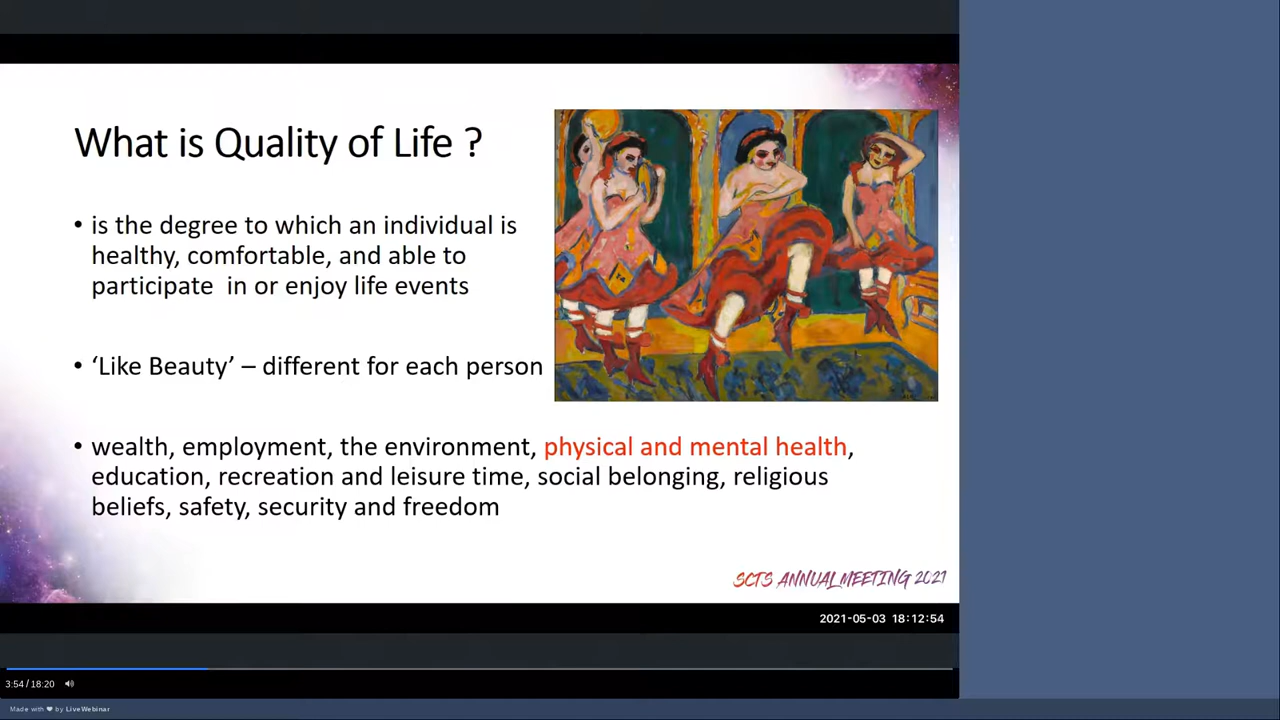 What is Quality of Life ?
• is the degree to which an individual is
healthy, comfortable, and able to
participate  in or enjoy life events
• ‘Like Beauty’ – different for each person
• wealth, employment, the environment, physical and mental health,
education, recreation and leisure time, social belonging, religious
beliefs, safety, security and freedom
SCTS ANNUAL MEETING 2021
2021-05-03 18:12:54
3:54 / 18:20
Made with ❤ by LiveWebinar